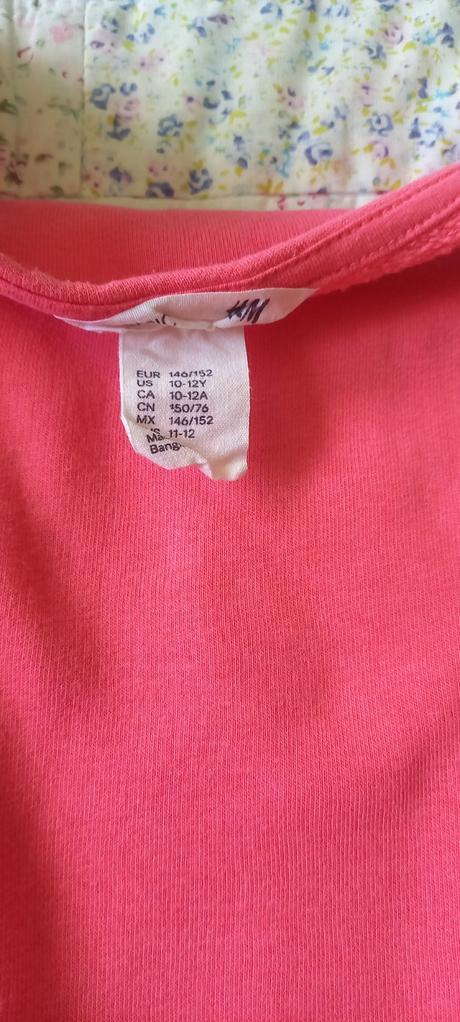 H&M
EUR 146/152
US 10-12Y
CA 10-12A
CN 150/76
MX 146/152
11-12